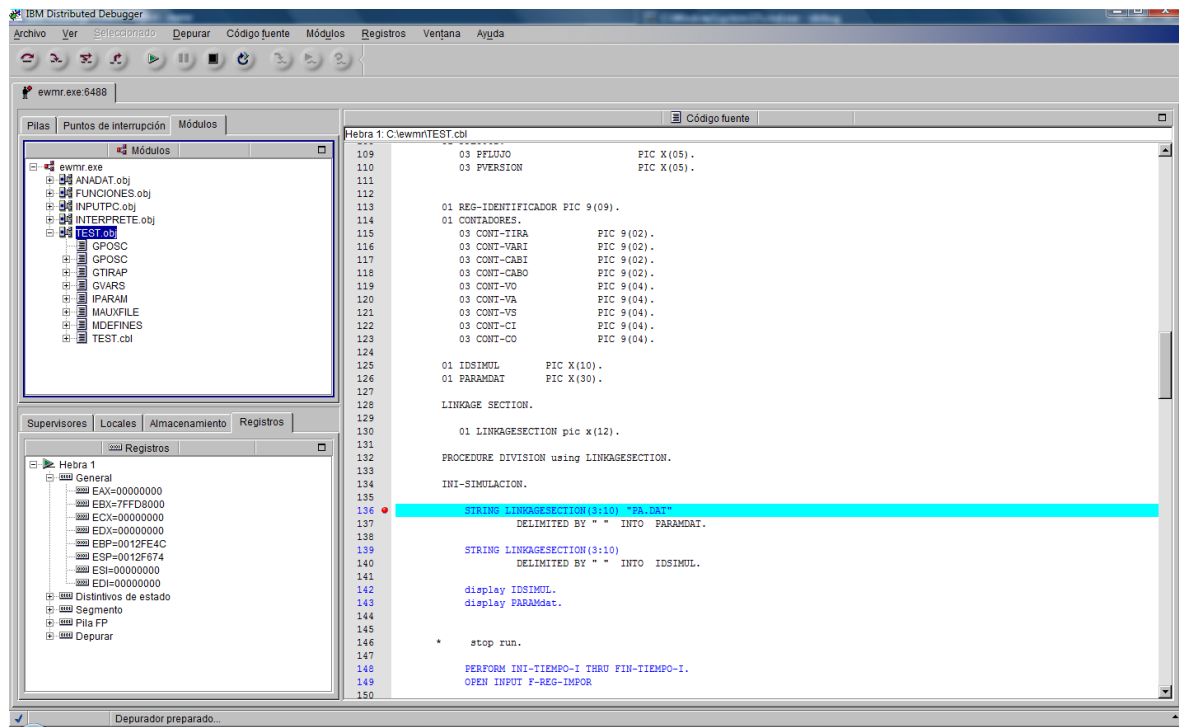 IBM Distributed Debugger
Archivo Ver Seleccionado Depurar Código fuente Módulos Registros Ventana Ayuda
ewmr.exe:6488
Pilas Puntos de interrupción Módulos
Módulos
ewmr.exe
ANADAT.obj
FUNCIONES.obj
INPUTPC.obj
INTERPRETE.obj
TEST.obj
GPOSC
GPOSC
GTIRAP
GVARS
IPARAM
MAUXFILE
MDEFINES
TEST.cbl
Supervisores Locales Almacenamiento Registros
Registros
Hebra 1
General
EAX=00000000
EBX=7FFD8000
ECX=00000000
EDX=00000000
EBP=0012FE4C
ESP=0012F674
ESI=00000000
EDI=00000000
Distintivos de estado
Segmento
Pila FP
Depurar
Código fuente
Hebra 1: C:\ewmr\TEST.cbl
109 03 PFLUJO PIC X(05).
110 03 PVERSION PIC X(05).
111
112
113 01 REG-IDENTIFICADOR PIC 9(09).
114 01 CONTADORES.
115 03 CONT-TIRA PIC 9(02).
116 03 CONT-VARI PIC 9(02).
117 03 CONT-CABI PIC 9(02).
118 03 CONT-CABO PIC 9(02).
119 03 CONT-VO PIC 9(04).
120 03 CONT-VA PIC 9(04).
121 03 CONT-VS PIC 9(04).
122 03 CONT-CI PIC 9(04).
123 03 CONT-CO PIC 9(04).
124
125 01 IDSIMUL PIC X(10).
126 01 PARAMDAT PIC X(30).
127
128 LINKAGE SECTION.
129
130 01 LINKAGESECTION pic x(12).
131
132 PROCEDURE DIVISION using LINKAGESECTION.
133
134 INI-SIMULACION.
135
136 STRING LINKAGESECTION(3:10) "PA.DAT"
137 DELIMITED BY " " INTO PARAMDAT.
138
139 STRING LINKAGESECTION(3:10)
140 DELIMITED BY " " INTO IDSIMUL.
141
142 display IDSIMUL.
143 display PARAMdat.
144
145
146 * stop run.
147
148 PERFORM INI-TIEMPO-I THRU FIN-TIEMPO-I.
149 OPEN INPUT F-REG-IMPOR
150
Depurador preparado...